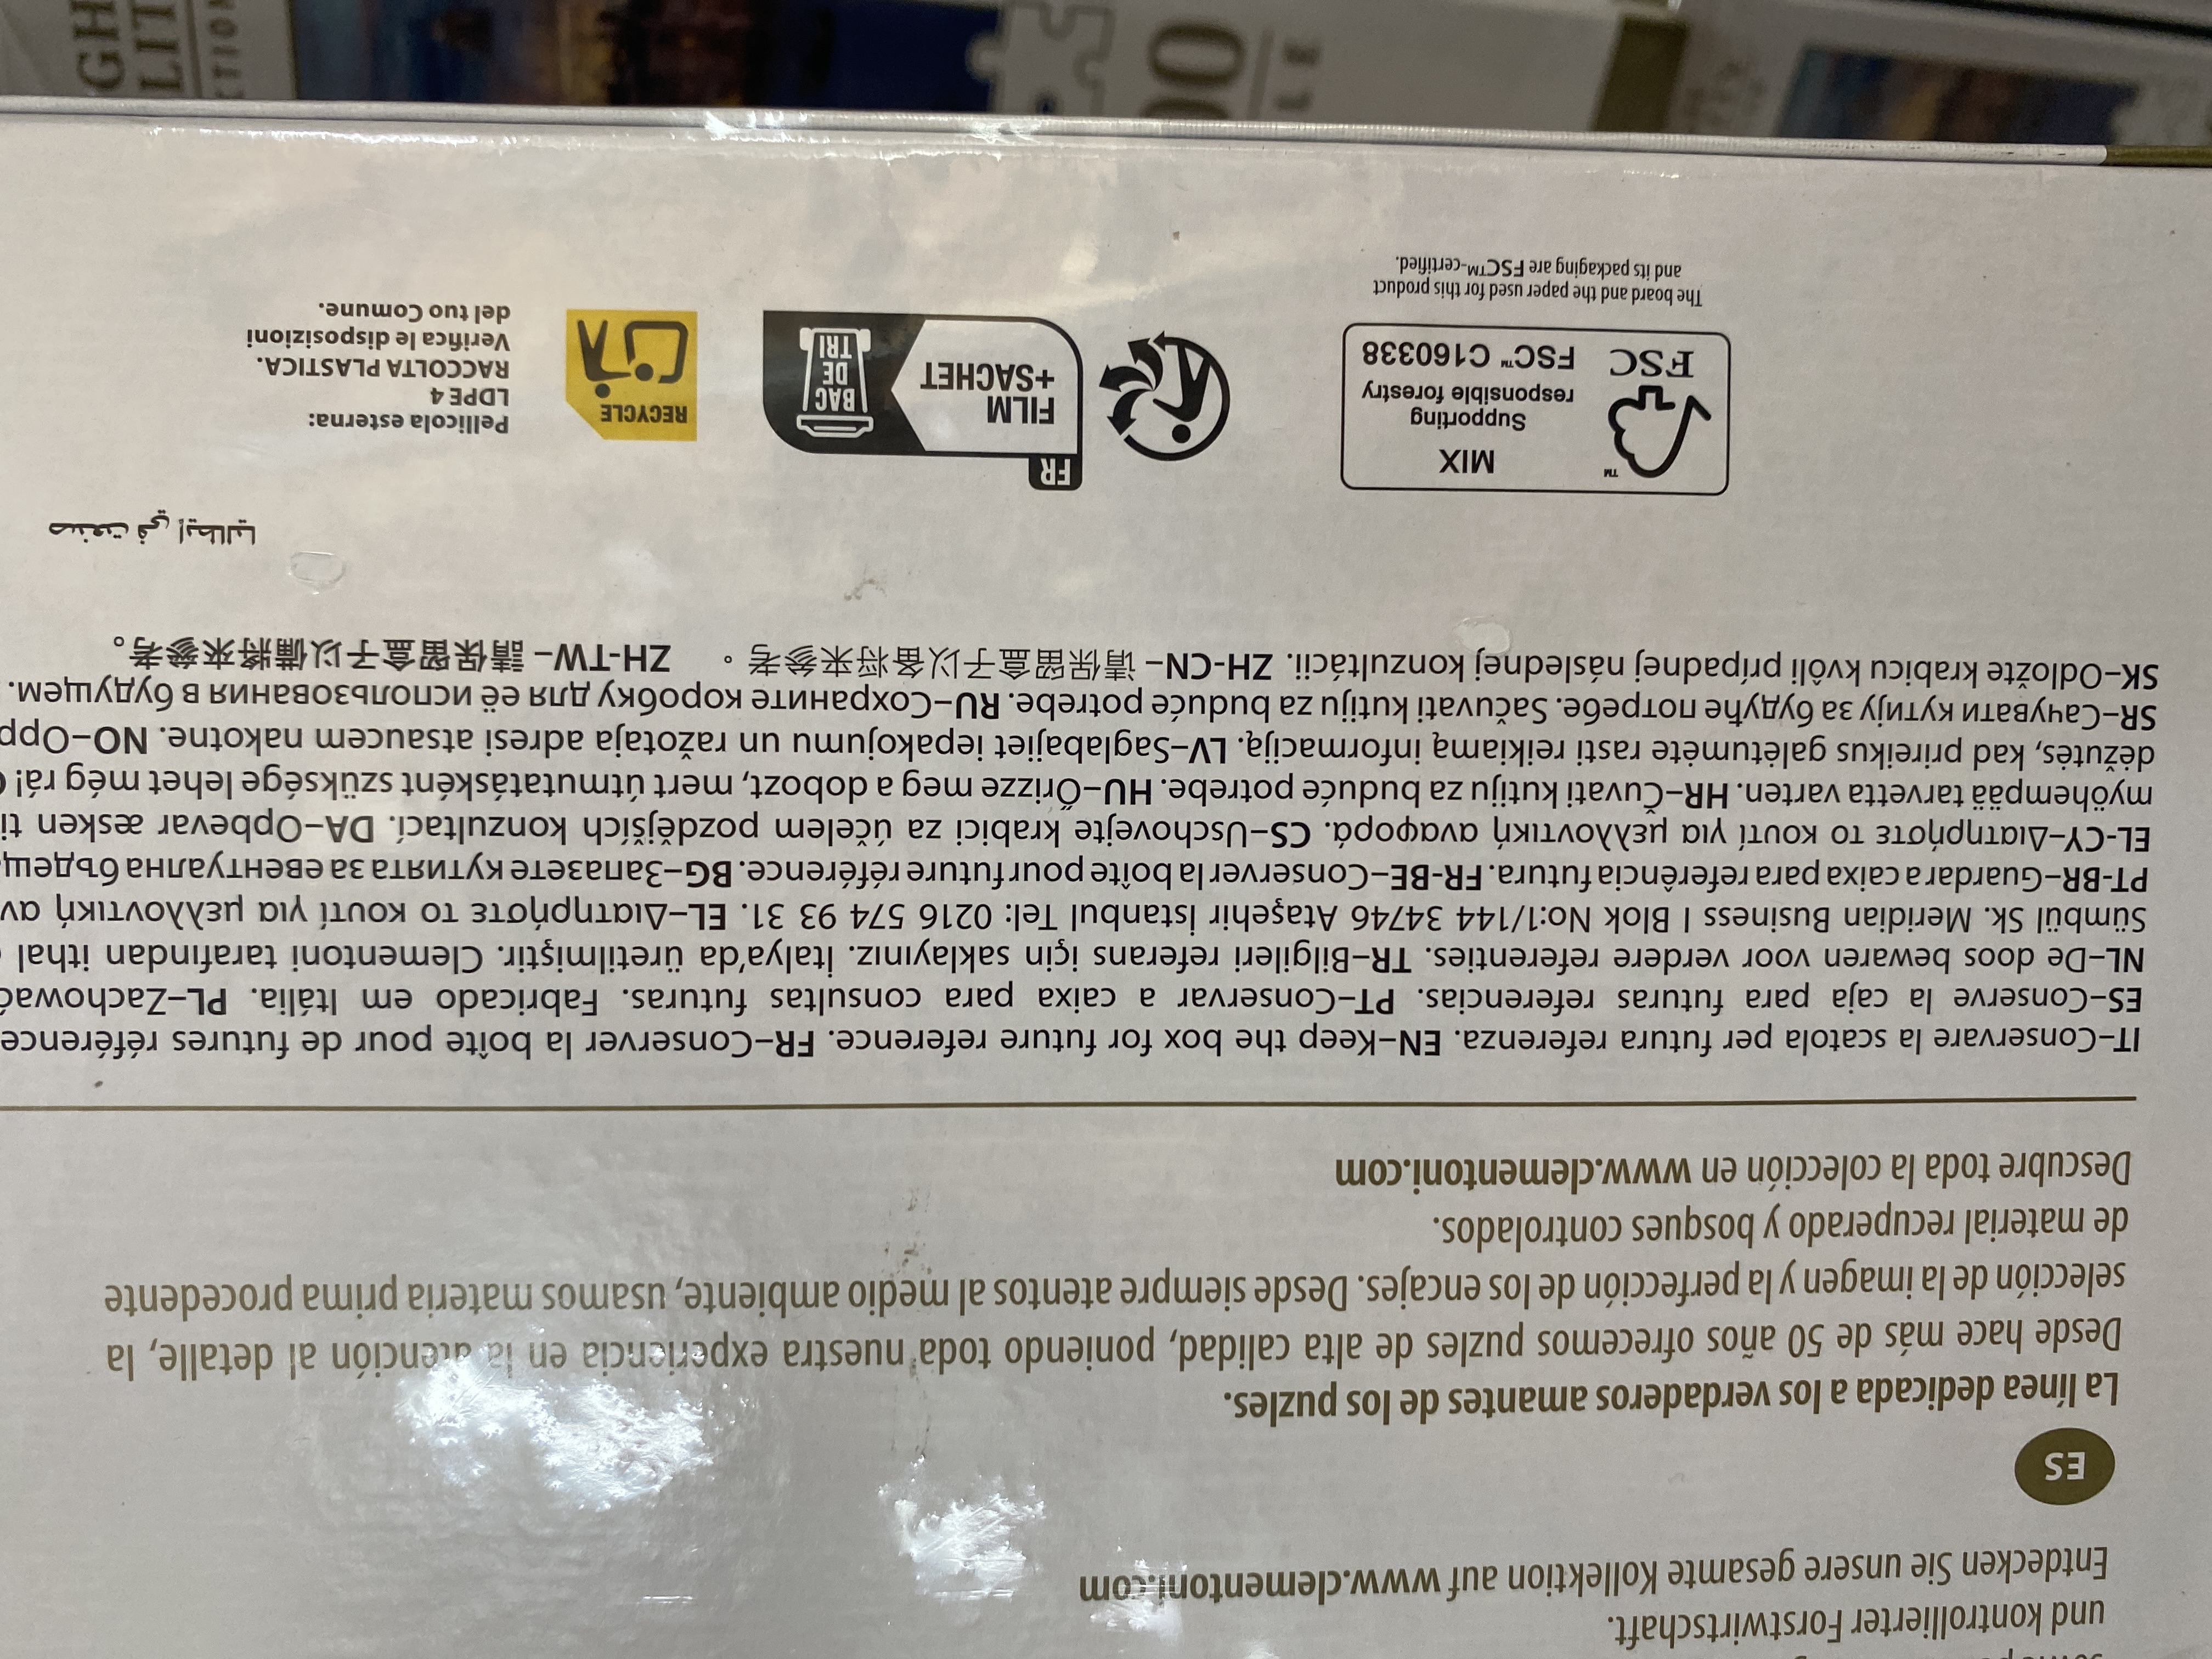 und kontrollierter Forstwirtschaft.
Entdecken Sie unsere gesamte Kollektion auf www.clementoni.com
ES
La línea dedicada a los verdaderos amantes de los puzles.
Desde hace más de 50 años ofrecemos puzles de alta calidad, poniendo toda nuestra experiencia en la atención al detalle, la
selección de la imagen y la perfección de los encajes. Desde siempre atentos al medio ambiente, usamos materia prima procedente
de material recuperado y bosques controlados.
Descubre toda la colección en www.clementoni.com
IT–Conservare la scatola per futura referenza. EN–Keep the box for future reference. FR–Conserver la boîte pour de futures référence
ES–Conserve la caja para futuras referencias. PT–Conservar a caixa para consultas futuras. Fabricado em Itália. PL–Zachować
NL–De doos bewaren voor verdere referenties. TR–Bilgileri referans için saklayınız. İtalya'da üretilmiştir. Clementoni tarafından ithal
Sümbül Sk. Meridian Business I Blok No:1/144 34746 Ataşehir İstanbul Tel: 0216 574 93 31. EL–Διατηρήστε το κουτί για μελλοντική
PT-BR–Guardar a caixa para referência futura. FR-BE–Conserver la boîte pour future référence. BG–Запазете кутията за евентуална
EL-CY–Διατηρήστε το κουτί για μελλοντική αναφορά. CS–Uschovejte krabici za účelem pozdějších konzultací. DA–Opbevar æsken
myöhempää tarvetta varten. HR–Čuvati kutiju za buduće potrebe. HU–Őrizze meg a dobozt, mert útmutatásként szüksége lehet még rá!
dėžutės, kad prireikus galėtumėte rasti reikiamą informaciją. LV–Saglabajiet iepakojumu un ražotaja adresi atsaucem nakotne. NO–Opp
SR–Сачувати кутију за будуће потребе. Sačuvati kutiju za buduće potrebe. RU–Сохраните коробку для её использования в будущем.
SK–Odložte krabicu kvôli prípadnej následnej konzultácii. ZH-CN– 请保留盒子以备将来参考。 ZH-TW– 請保留盒子以備將來參考。
صنعت في إيطاليا
FSC
MIX
Supporting
responsible forestry
FSC™ C160338
The board and the paper used for this product
and its packaging are FSC™-certified.
FR
FILM
+SACHET
BAC
DE
TRI
RECYCLE
Pellicola esterna:
LDPE 4
RACCOLTA PLASTICA.
Verifica le disposizioni
del tuo Comune.